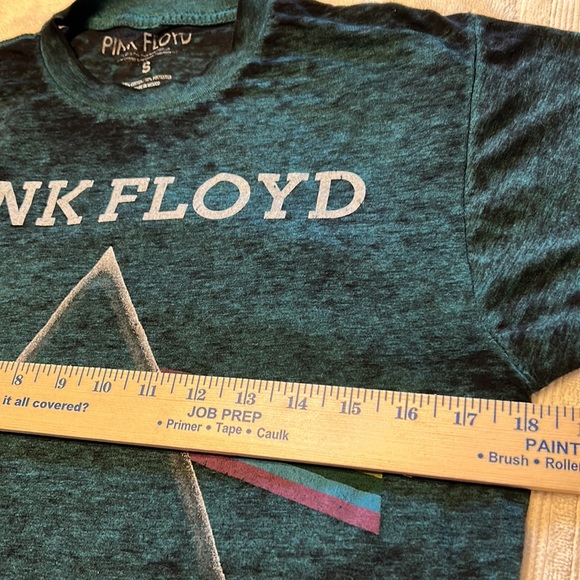 PINK FLOYD
S
NK FLOYD
8 9 10 11 12 13 14 15 16 17 18 19
it all covered?
JOB PREP
• Primer • Tape • Caulk
PAINT
• Brush • Roller